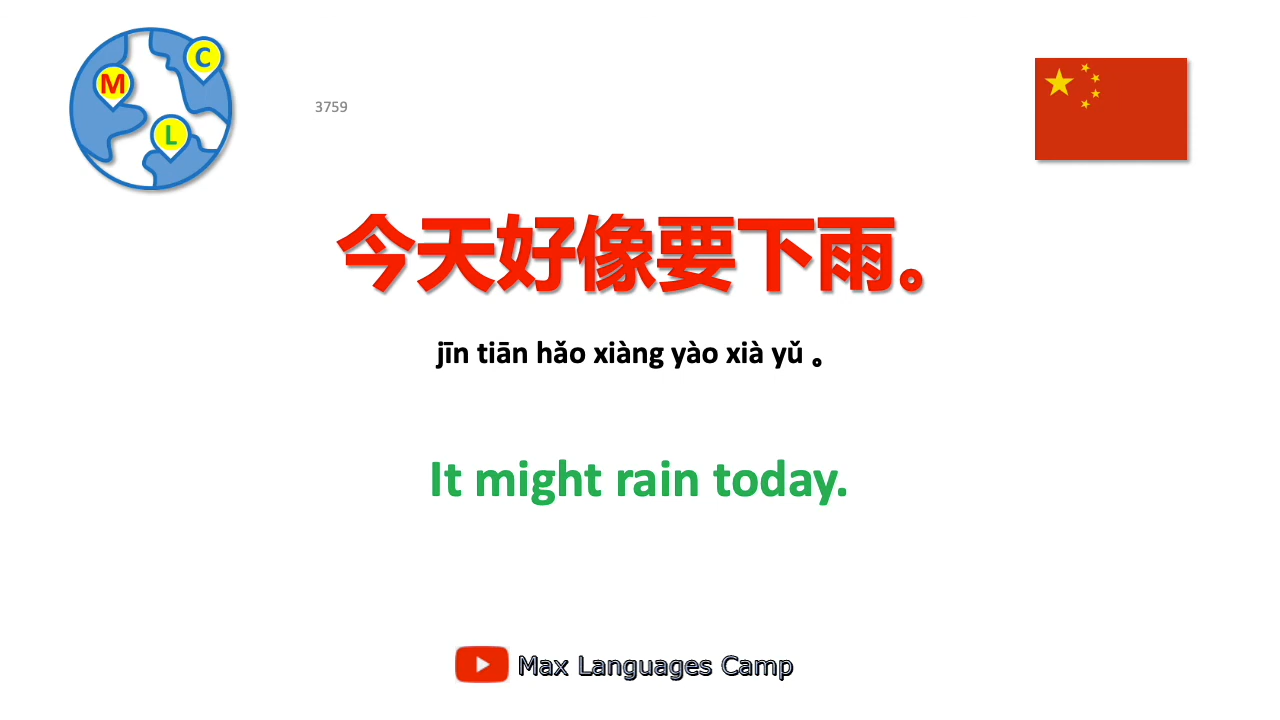 M
C
L
3759
今天好像要下雨。
jīn tiān hǎo xiàng yào xià yǔ 。
It might rain today.
Max Languages Camp